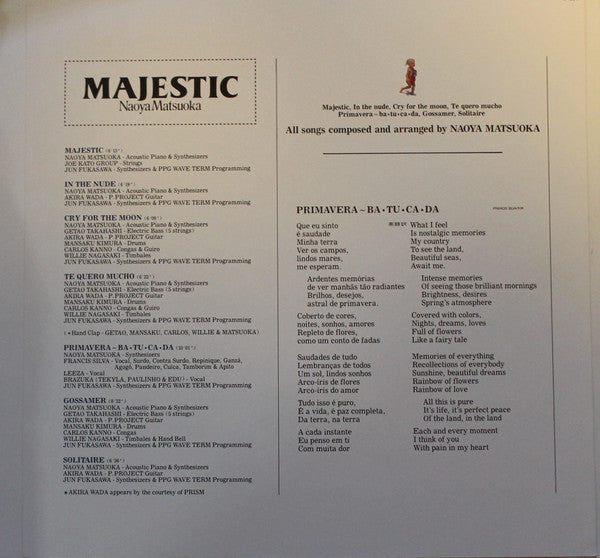 MAJESTIC
Naoya Matsuoka
MAJESTIC
NAOYA MATSUOKA - Acoustic Piano & Synthesizers
JOE KATO GROUP - Strings
JUN FUKASAWA - Synthesizers & PPG WAVE TERM Programming
IN THE NUDE
NAOYA MATSUOKA - Acoustic Piano & Synthesizers
AKIRA WADA - P.PROJECT Guitar
JUN FUKASAWA - Synthesizers & PPG WAVE TERM Programming
CRY FOR THE MOON
NAOYA MATSUOKA - Acoustic Piano & Synthesizers
GETAO TAKAHASHI - Electric Bass (5 strings)
AKIRA WADA - P.PROJECT Guitar
MANSAKU KIMURA - Drums
CARLOS KANNO - Congas & Guiro
WILLIE NAGASAKI - Timbales
JUN FUKASAWA - Synthesizers & PPG WAVE TERM Programming
TE QUERO MUCHO
NAOYA MATSUOKA - Acoustic Piano & Synthesizers
GETAO TAKAHASHI - Electric Bass (5 strings)
AKIRA WADA - P.PROJECT Guitar
MANSAKU KIMURA - Drums
CARLOS KANNO - Congas & Guiro
WILLIE NAGASAKI - Timbales
JUN FUKASAWA - Synthesizers & PPG WAVE TERM Programming
(• Hand Clap - GETAO, MANSAKU, CARLOS, WILLIE & MATSUOKA)
PRIMAVERA ~ BA • TU • CA • DA
NAOYA MATSUOKA - Synthesizers
FRANCIS SILVA - Vocal, Surdo, Contra Surdo, Repinique, Ganzá,
Agogô, Pandeiro, Cuica, Tamborim & Apito
LEEZA - Vocal
BRAZUKA (TEKYLA, PAULINHO & EDU) - Vocal
JUN FUKASAWA - Synthesizers & PPG WAVE TERM Programming
GOSSAMER
NAOYA MATSUOKA - Acoustic Piano & Synthesizers
GETAO TAKAHASHI - Electric Bass (5 strings)
AKIRA WADA - P.PROJECT Guitar
MANSAKU KIMURA - Drums
CARLOS KANNO - Congas
WILLIE NAGASAKI - Timbales & Hand Bell
JUN FUKASAWA - Synthesizers & PPG WAVE TERM Programming
SOLITAIRE
NAOYA MATSUOKA - Acoustic Piano & Synthesizers
AKIRA WADA - P.PROJECT Guitar
JUN FUKASAWA - Synthesizers & PPG WAVE TERM Programming
★ AKIRA WADA appears by the courtesy of PRISM
Majestic, In the nude, Cry for the moon, Te quero mucho
Primavera ~ ba • tu • ca • da, Gossamer, Solitaire
All songs composed and arranged by NAOYA MATSUOKA
PRIMAVERA ~ BA • TU • CA • DA
Que eu sinto
é saudade
Minha terra
Ver os campos,
lindos mares,
me esperam.
Ardentes memórias
de ver manhãs tão radiantes
Brilhos, desejos,
astral de primavera.
Coberto de cores,
noites, sonhos, amores
Repleto de flores,
como um conto de fadas
Saudades de tudo
Lembranças de todos
Um sol, lindos sonhos
Arco-iris de flores
Arco-iris de amor
Tudo isso é puro,
É a vida, é paz completa,
Da terra, na terra
A cada instante
Eu penso em ti
Com muita dor
What I feel
Is nostalgic memories
My country
To see the land,
Beautiful seas,
Await me.
Intense memories
Of seeing those brilliant mornings
Brightness, desires
Spring's atmosphere
Covered with colors,
Nights, dreams, loves
Full of flowers
Like a fairy tale
Memories of everything
Recollections of everybody
Sunshine, beautiful dreams
Rainbow of flowers
Rainbow of love
All this is pure
It's life, it's perfect peace
Of the land, in the land
Each and every moment
I think of you
With pain in my heart